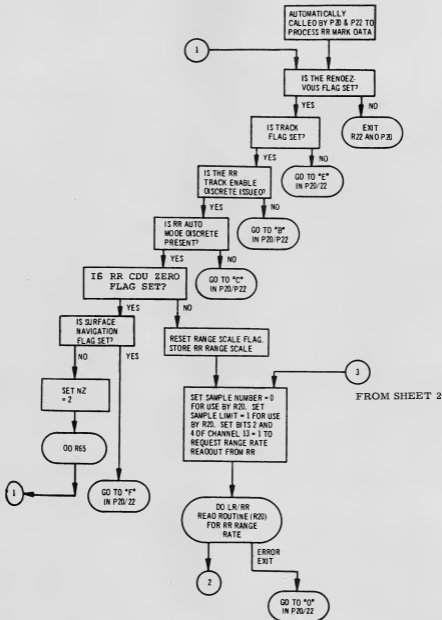 AUTOMATICALLY
CALLED BY P20 & P22 TO
PROCESS RR MARK DATA
1
IS THE RENDEZ-
VOUS FLAG SET?
YES
NO
IS TRACK
FLAG SET?
EXIT
R22 AND P20
YES
NO
IS THE RR
TRACK ENABLE
DISCRETE ISSUED?
GO TO "E"
IN P20/22
YES
NO
IS RR AUTO
MODE DISCRETE
PRESENT?
GO TO "B"
IN P20/P22
YES
NO
IS RR CDU ZERO
FLAG SET?
GO TO "C"
IN P20/P22
YES
NO
IS SURFACE
NAVIGATION
FLAG SET?
RESET RANGE SCALE FLAG.
STORE RR RANGE SCALE
NO
YES
3
FROM SHEET 2
SET NZ
= 2
SET SAMPLE NUMBER = 0
FOR USE BY R20. SET
SAMPLE LIMIT = 1 FOR USE
BY R20. SET BITS 2 AND
4 OF CHANNEL 13 = 1 TO
REQUEST RANGE RATE
READOUT FROM RR
DO R65
1
GO TO "F"
IN P20/22
DO LR/RR
READ ROUTINE (R20)
FOR RR RANGE
RATE
ERROR
EXIT
2
GO TO "D"
IN P20/22